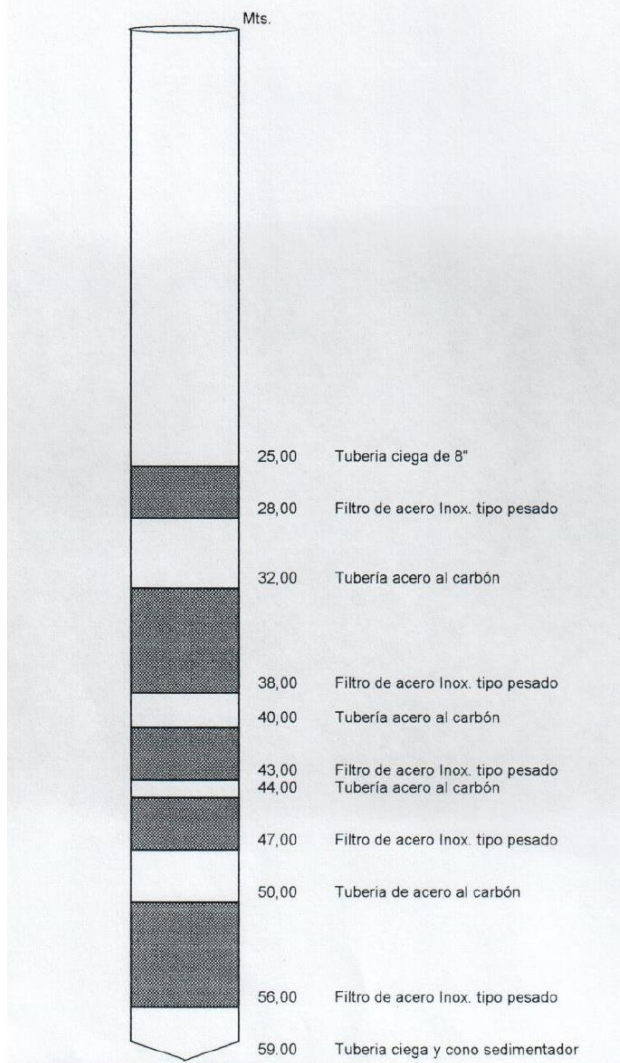 Mts.
25,00 Tuberia ciega de 8"
28,00 Filtro de acero Inox. tipo pesado
32,00 Tubería acero al carbón
38,00 Filtro de acero Inox. tipo pesado
40,00 Tubería acero al carbón
43,00 Filtro de acero Inox. tipo pesado
44,00 Tubería acero al carbón
47,00 Filtro de acero Inox. tipo pesado
50,00 Tuberia de acero al carbón
56,00 Filtro de acero Inox. tipo pesado
59.00 Tuberia ciega y cono sedimentador